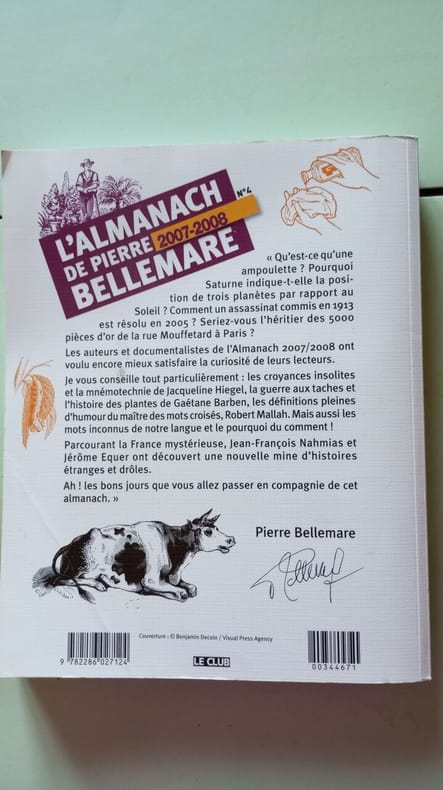 L'ALMANACH N°4
DE PIERRE 2007-2008
BELLEMARE
« Qu'est-ce qu'une
ampoulette ? Pourquoi
Saturne indique-t-elle la posi-
tion de trois planètes par rapport au
Soleil ? Comment un assassinat commis en 1913
est résolu en 2005 ? Seriez-vous l'héritier des 5000
pièces d'or de la rue Mouffetard à Paris ?
Les auteurs et documentalistes de l'Almanach 2007/2008 ont
voulu encore mieux satisfaire la curiosité de leurs lecteurs.
Je vous conseille tout particulièrement : les croyances insolites
et la mnémotechnie de Jacqueline Hiegel, la guerre aux taches et
l'histoire des plantes de Gaétane Barben, les définitions pleines
d'humour du maître des mots croisés, Robert Mallah. Mais aussi les
mots inconnus de notre langue et le pourquoi du comment !
Parcourant la France mystérieuse, Jean-François Nahmias et
Jérôme Equer ont découvert une nouvelle mine d'histoires
étranges et drôles.
Ah ! les bons jours que vous allez passer en compagnie de cet
almanach. »
Pierre Bellemare
Couverture : © Benjamin Decoin / Visual Press Agency
9 782286 027124
LE CLUB
00344671